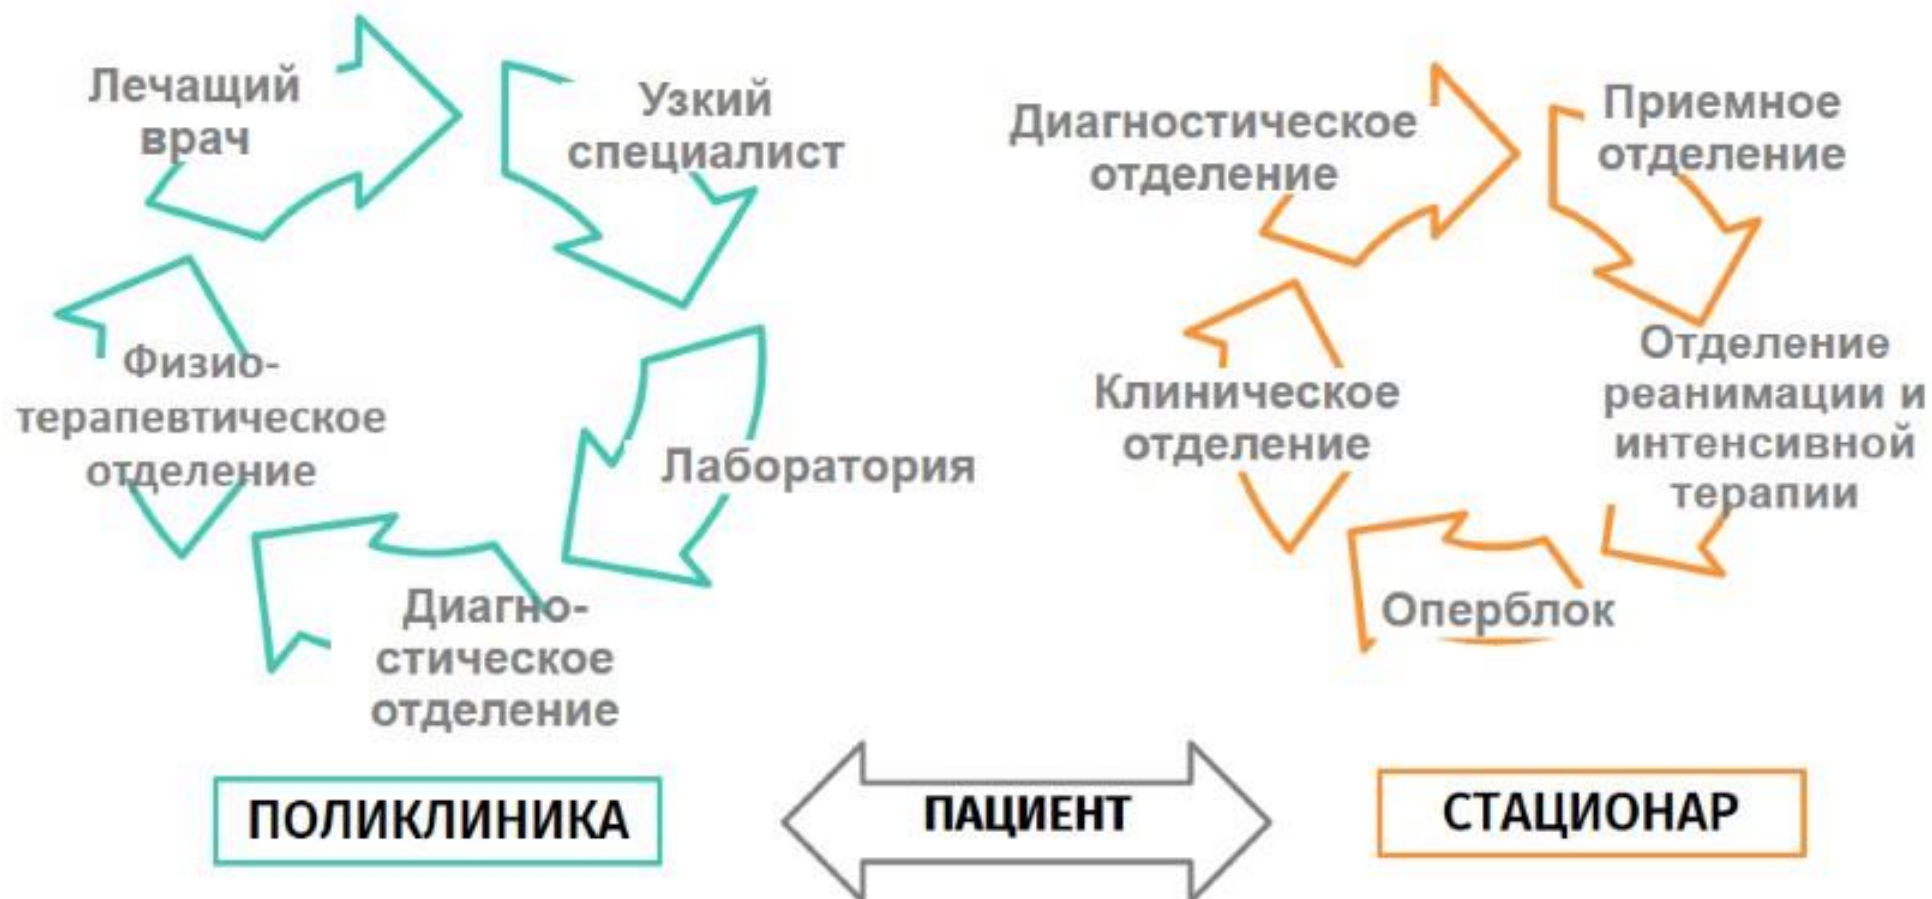 Лечащий
врач
Узкий
специалист
Лаборатория
Диагно-
стическое
отделение
Физио-
терапевтическое
отделение
ПОЛИКЛИНИКА
ПАЦИЕНТ
Диагностическое
отделение
Приемное
отделение
Отделение
реанимации и
интенсивной
терапии
Оперблок
Клиническое
отделение
СТАЦИОНАР